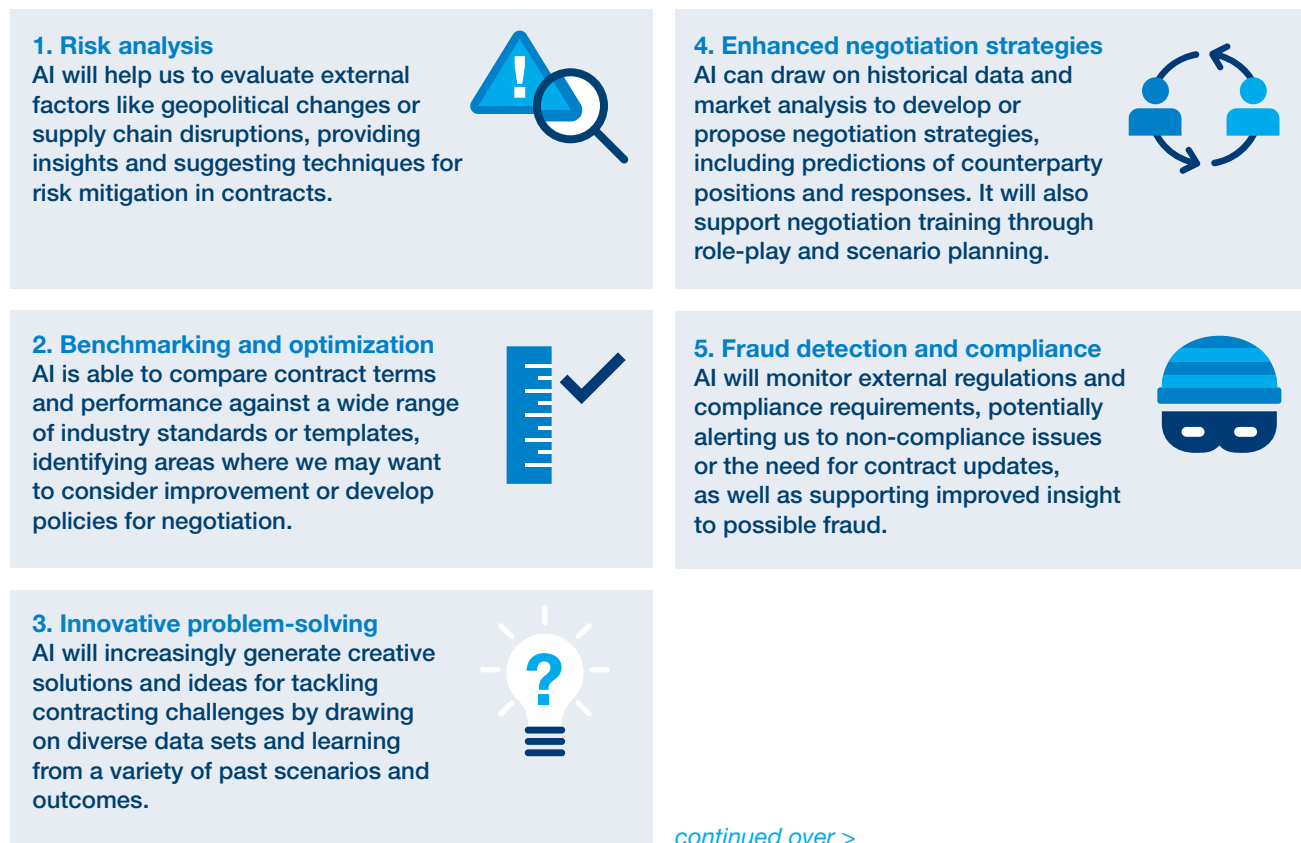 1. Risk analysis
AI will help us to evaluate external
factors like geopolitical changes or
supply chain disruptions, providing
insights and suggesting techniques for
risk mitigation in contracts.
2. Benchmarking and optimization
AI is able to compare contract terms
and performance against a wide range
of industry standards or templates,
identifying areas where we may want
to consider improvement or develop
policies for negotiation.
3. Innovative problem-solving
AI will increasingly generate creative
solutions and ideas for tackling
contracting challenges by drawing
on diverse data sets and learning
from a variety of past scenarios and
outcomes.
4. Enhanced negotiation strategies
AI can draw on historical data and
market analysis to develop or
propose negotiation strategies,
including predictions of counterparty
positions and responses. It will also
support negotiation training through
role-play and scenario planning.
5. Fraud detection and compliance
AI will monitor external regulations and
compliance requirements, potentially
alerting us to non-compliance issues
or the need for contract updates,
as well as supporting improved insight
to possible fraud.
continued over >